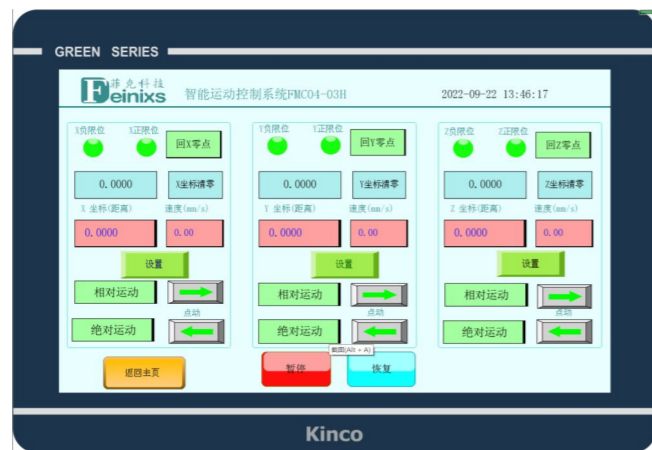 GREEN SERIES
菲克科技
Feinixs
智能运动控制系统FMC04-03H
2022-09-22 13:46:17
X负限位 X正限位
回X零点
0.0000 X坐标清零
X 坐标(距离) 速度(mm/s)
0.0000 0.00
设置
相对运动
点动
绝对运动
Y负限位 Y正限位
回Y零点
0.0000 Y坐标清零
Y 坐标(距离) 速度(mm/s)
0.0000 0.00
设置
相对运动
点动
绝对运动
截图(Alt + A)
Z负限位 Z正限位
回Z零点
0.0000 Z坐标清零
Z 坐标(距离) 速度(mm/s)
0.0000 0.00
设置
相对运动
点动
绝对运动
返回主页
暂停
恢复
Kinco